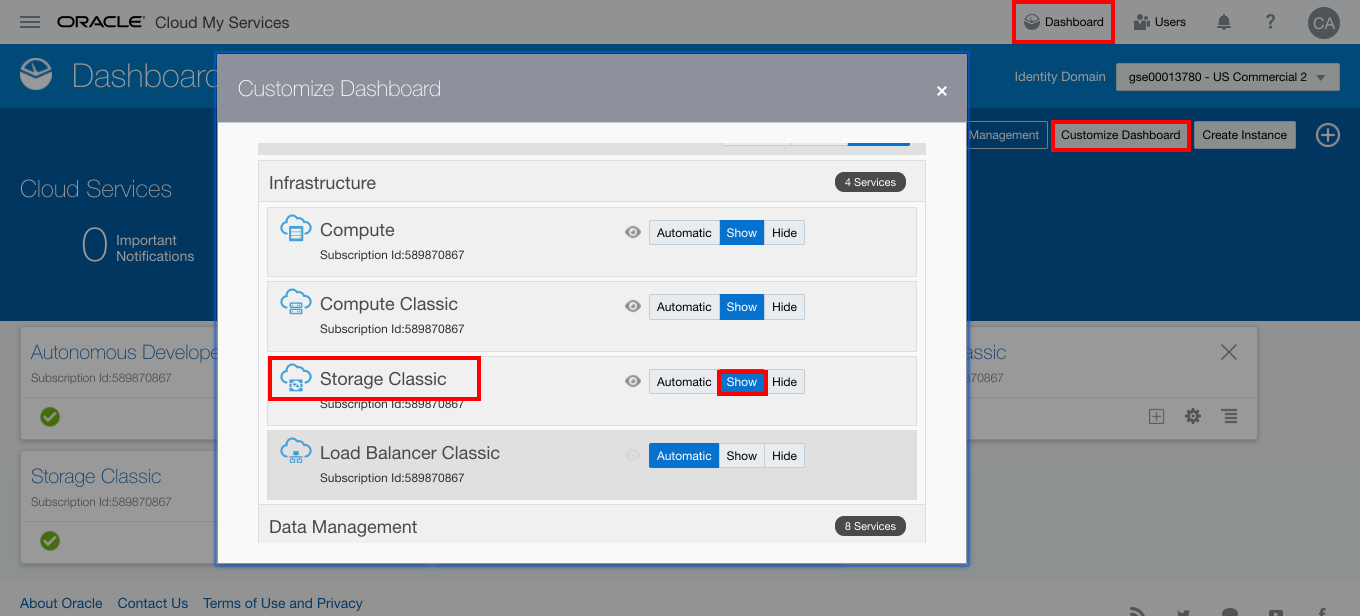 ORACLE Cloud My Services
Dashboard
Users
?
CA
Dashboard
Identity Domain
gse00013780 - US Commercial 2
Management
Customize Dashboard
Create Instance
Cloud Services
0 Important
Notifications
Customize Dashboard
×
Infrastructure
4 Services
Compute
Subscription Id:589870867
Automatic Show Hide
Compute Classic
Subscription Id:589870867
Automatic Show Hide
Storage Classic
Subscription Id:589870867
Automatic Show Hide
Load Balancer Classic
Subscription Id:589870867
Automatic Show Hide
Data Management
8 Services
Autonomous Develope
Subscription Id:589870867
assic
70867
Storage Classic
Subscription Id:589870867
About Oracle Contact Us Terms of Use and Privacy